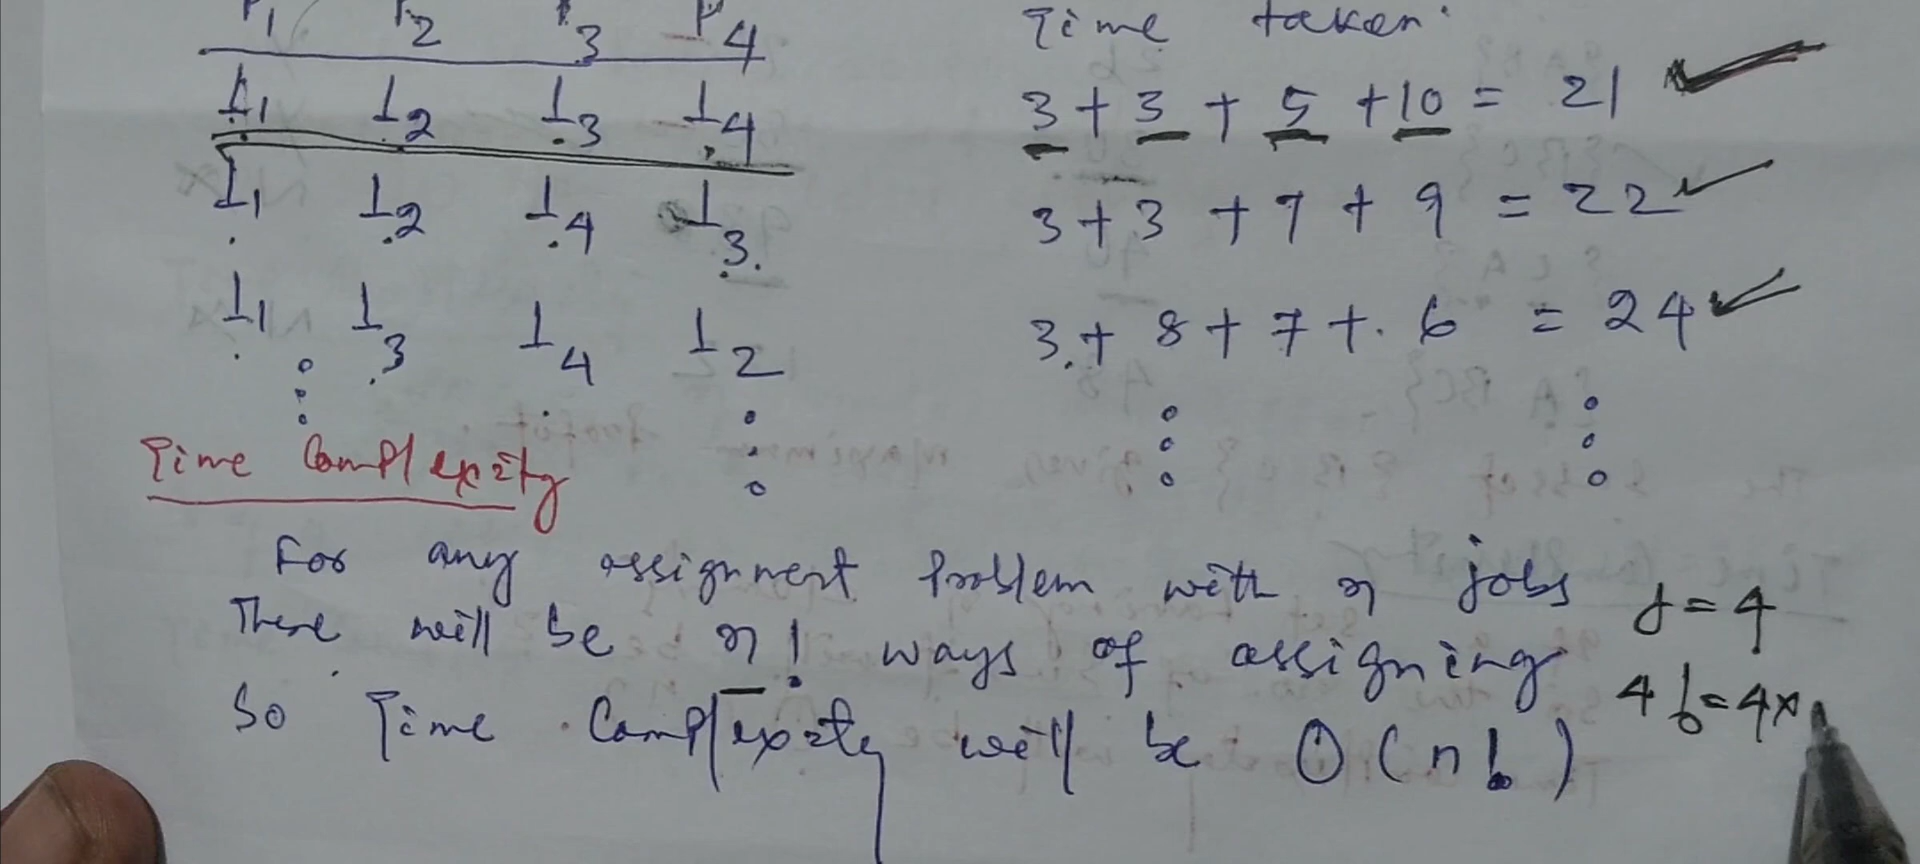 P1 P2 P3 P4 Time taken
J1 J2 J3 J4 3 + 3 + 5 + 10 = 21
J1 J2 J4 J3 3 + 3 + 7 + 9 = 22
J1 J3 J4 J2 3 + 8 + 7 + 6 = 24
Time Complexity
For any assignment Problem with n jobs J = 4
There will be n! ways of assigning
So Time Complexity will be O(n!) 4! = 4×